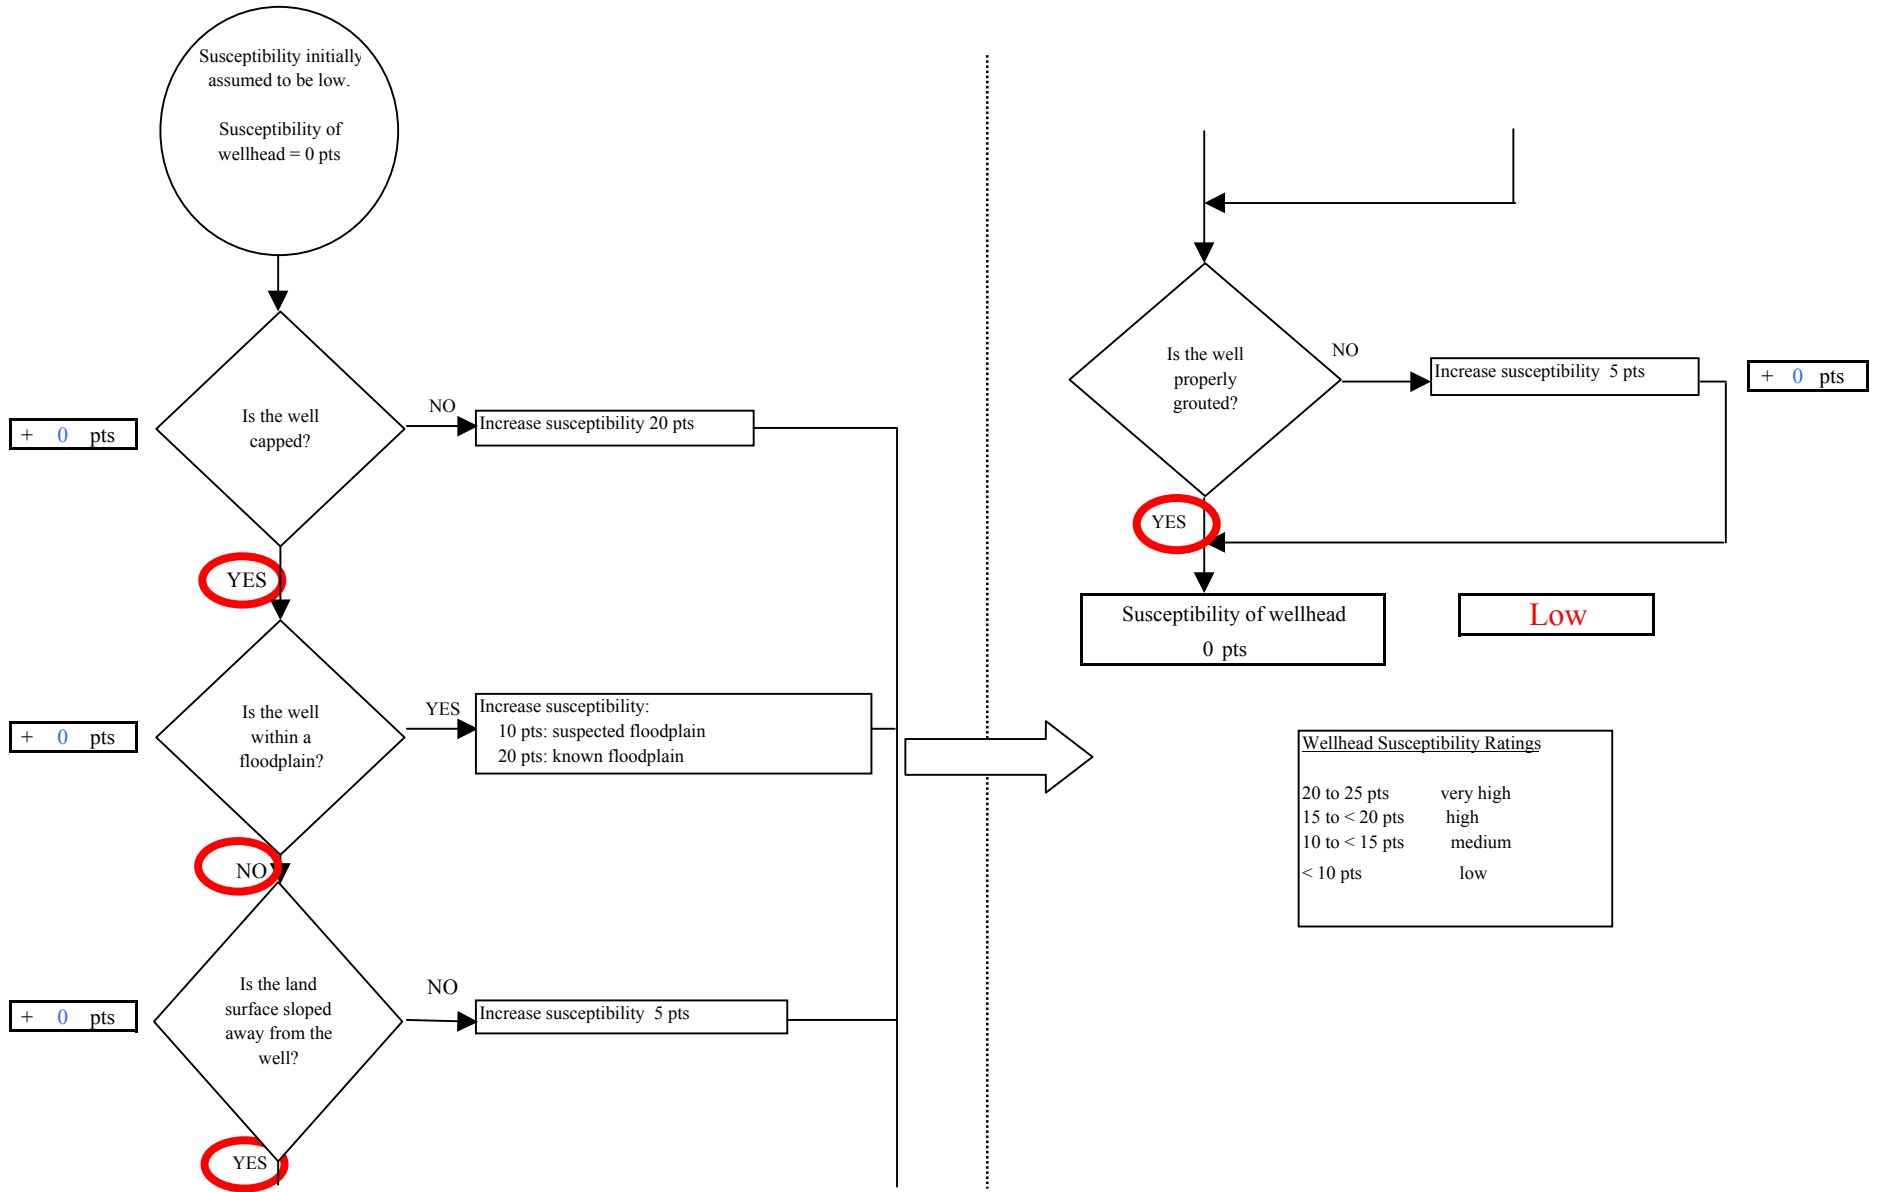 Susceptibility initially
assumed to be low.
Susceptibility of
wellhead = 0 pts
Is the well
capped?
NO
Increase susceptibility 20 pts
+ 0 pts
YES
Is the well
within a
floodplain?
YES
Increase susceptibility:
10 pts: suspected floodplain
20 pts: known floodplain
+ 0 pts
NO
Is the land
surface sloped
away from the
well?
NO
Increase susceptibility 5 pts
+ 0 pts
YES
Is the well
properly
grouted?
NO
Increase susceptibility 5 pts
+ 0 pts
YES
Susceptibility of wellhead
0 pts
Low
Wellhead Susceptibility Ratings
20 to 25 pts very high
15 to < 20 pts high
10 to < 15 pts medium
< 10 pts low